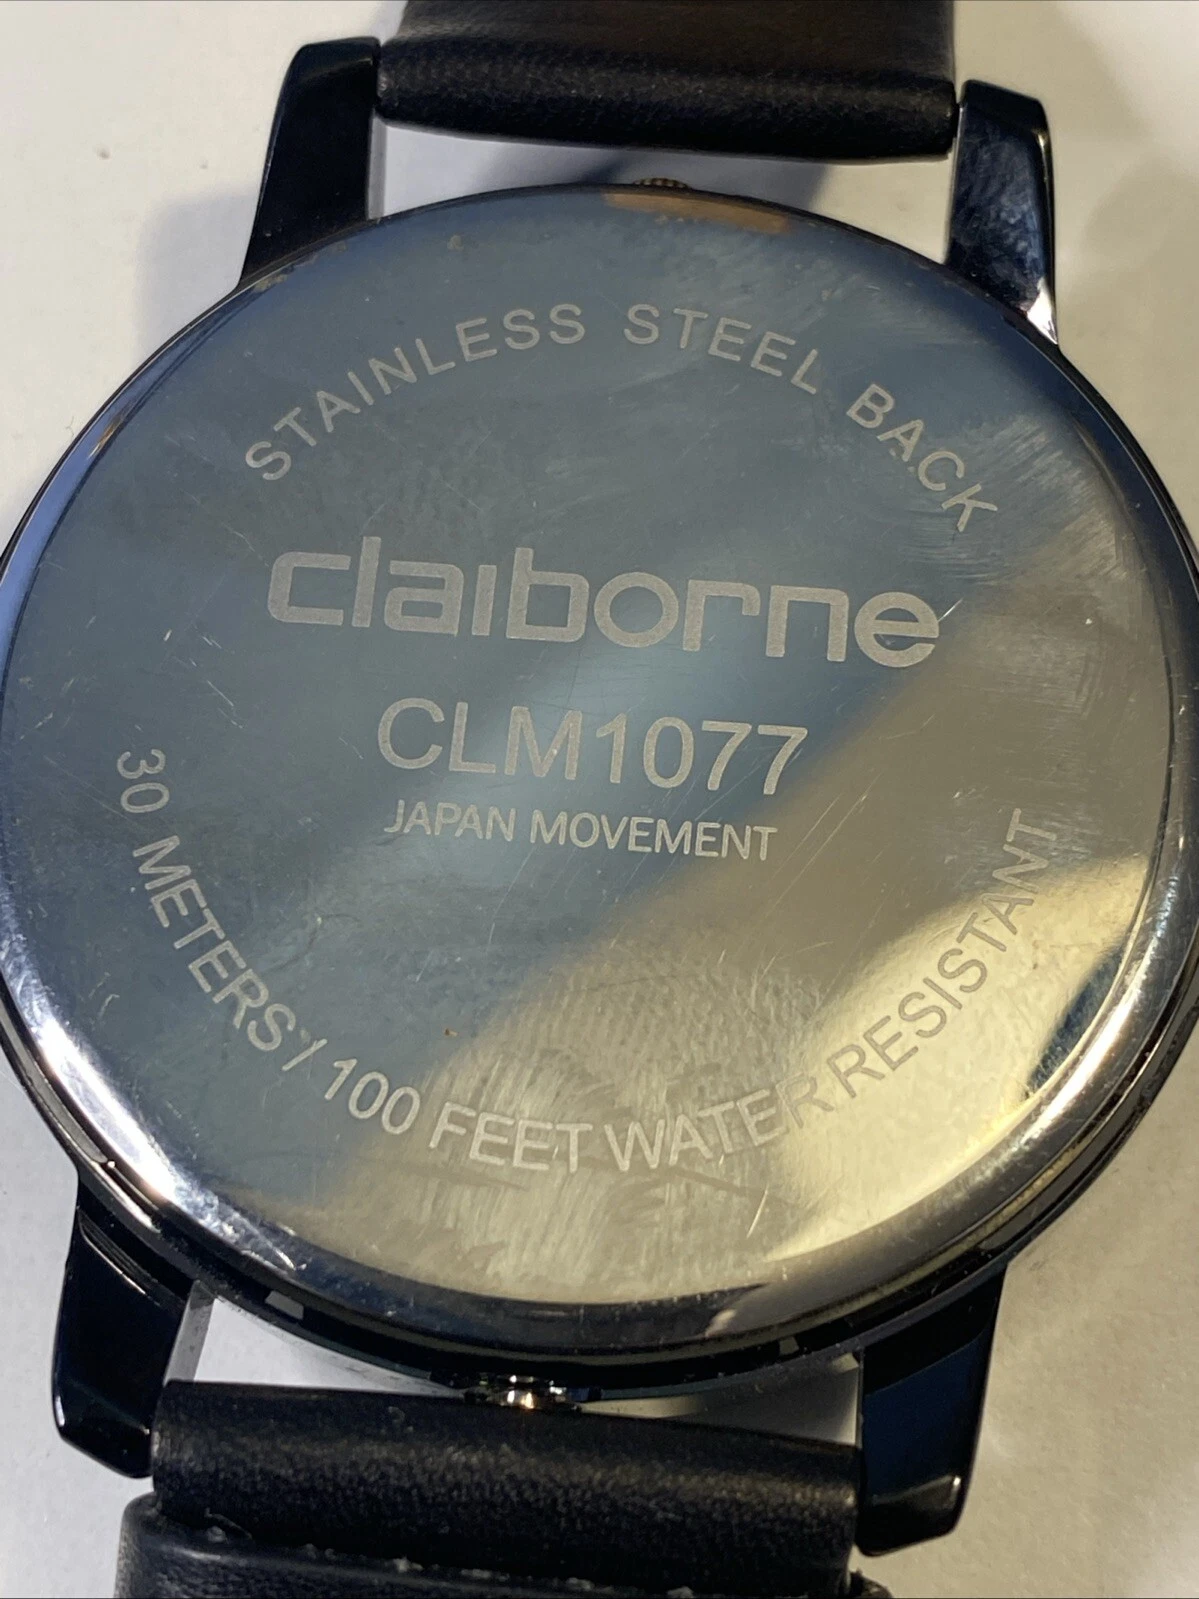 STAINLESS STEEL BACK
claiborne
CLM1077
JAPAN MOVEMENT
30 METERS / 100 FEET WATER RESISTANT